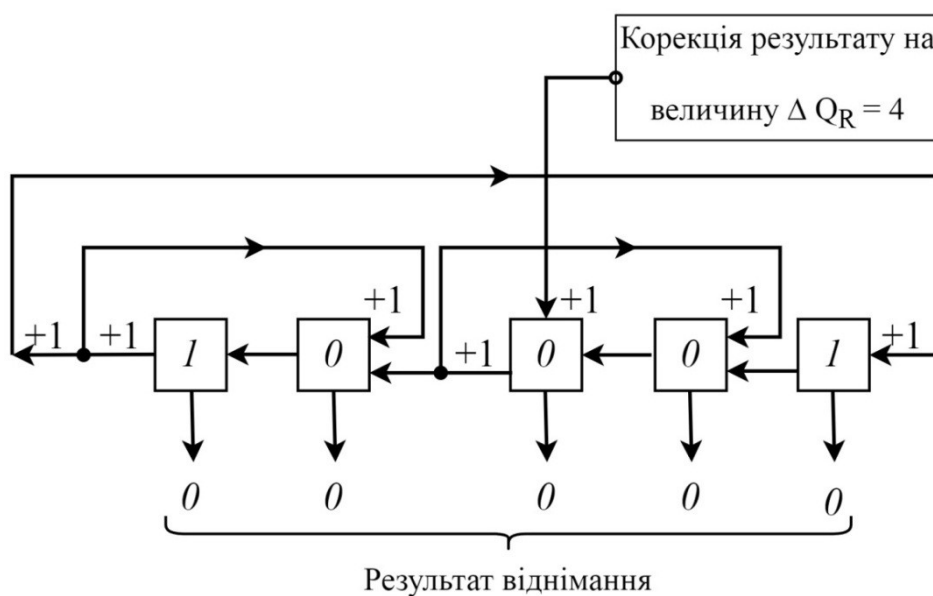 Корекція результату на
величину Δ Q_R = 4
+1 +1 +1 +1
+1 +1 1 0 +1 0 0 1 +1
0 0 0 0 0
Результат віднімання